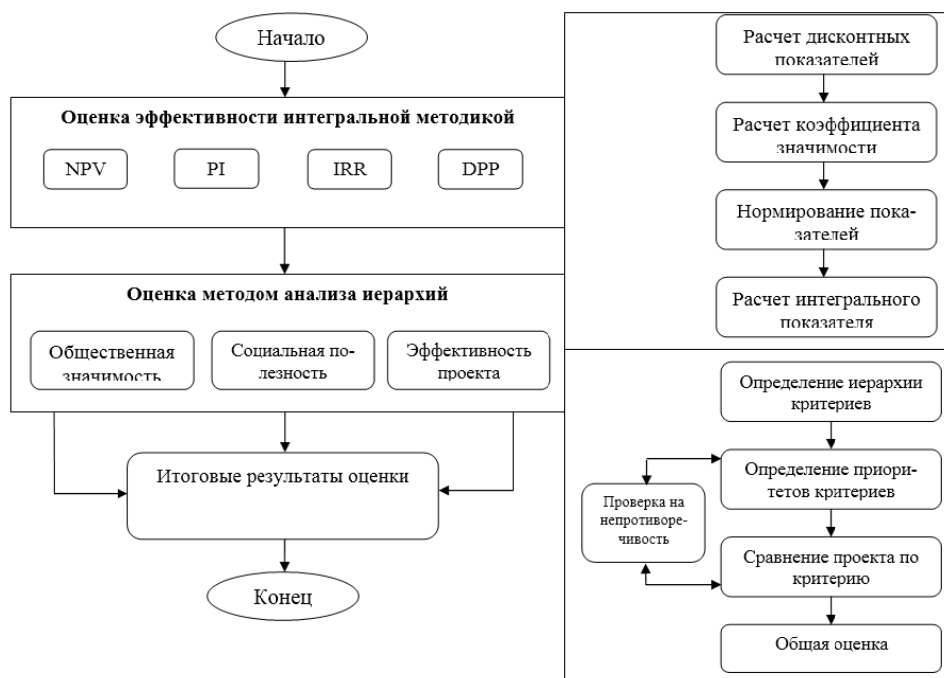 Начало
Оценка эффективности интегральной методикой
NPV
PI
IRR
DPP
Оценка методом анализа иерархий
Общественная
значимость
Социальная по-
лезность
Эффективность
проекта
Итоговые результаты оценки
Конец
Расчет дисконтных
показателей
Расчет коэффициента
значимости
Нормирование пока-
зателей
Расчет интегрального
показателя
Определение иерархии
критериев
Определение приори-
тетов критериев
Проверка на
непротиворе-
чивость
Сравнение проекта по
критерию
Общая оценка